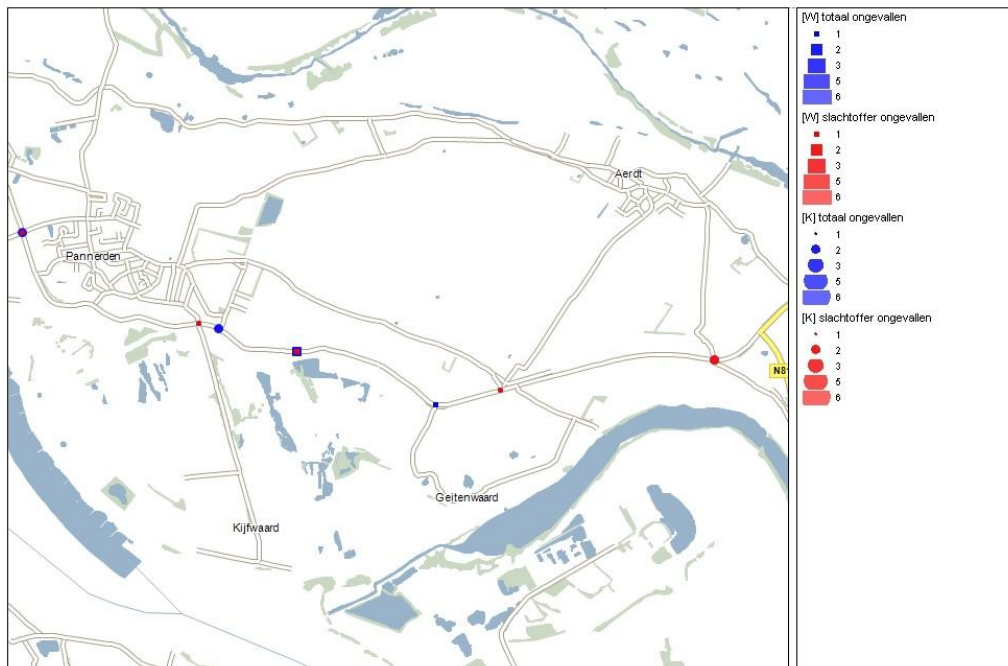 Aerdt
Pannerden
N81
Geitenwaard
Kijfwaard
[W] totaal ongevallen
1
2
3
5
6
[W] slachtoffer ongevallen
1
2
3
5
6
[K] totaal ongevallen
1
2
3
5
6
[K] slachtoffer ongevallen
1
2
3
5
6